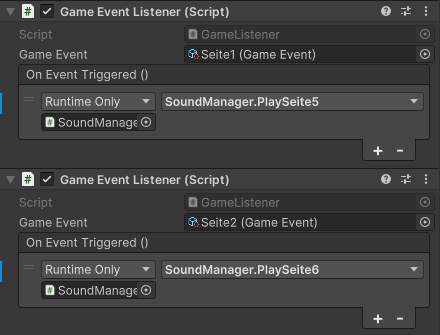 Game Event Listener (Script)
Script GameListener
Game Event Seite1 (Game Event)
On Event Triggered ()
Runtime Only SoundManager.PlaySeite5
SoundManage
+ -
Game Event Listener (Script)
Script GameListener
Game Event Seite2 (Game Event)
On Event Triggered ()
Runtime Only SoundManager.PlaySeite6
SoundManage
+ -